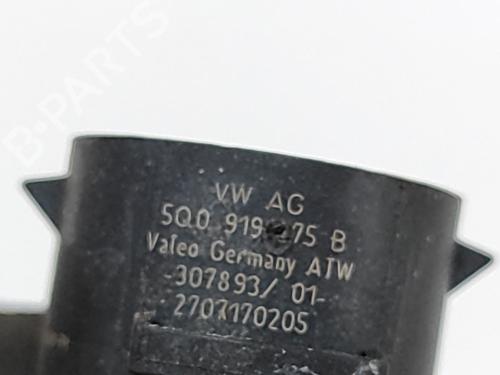 B-PARTS
VW AG
5Q0 919 275 B
Valeo Germany ATW
-307893/ 01-
2707170205